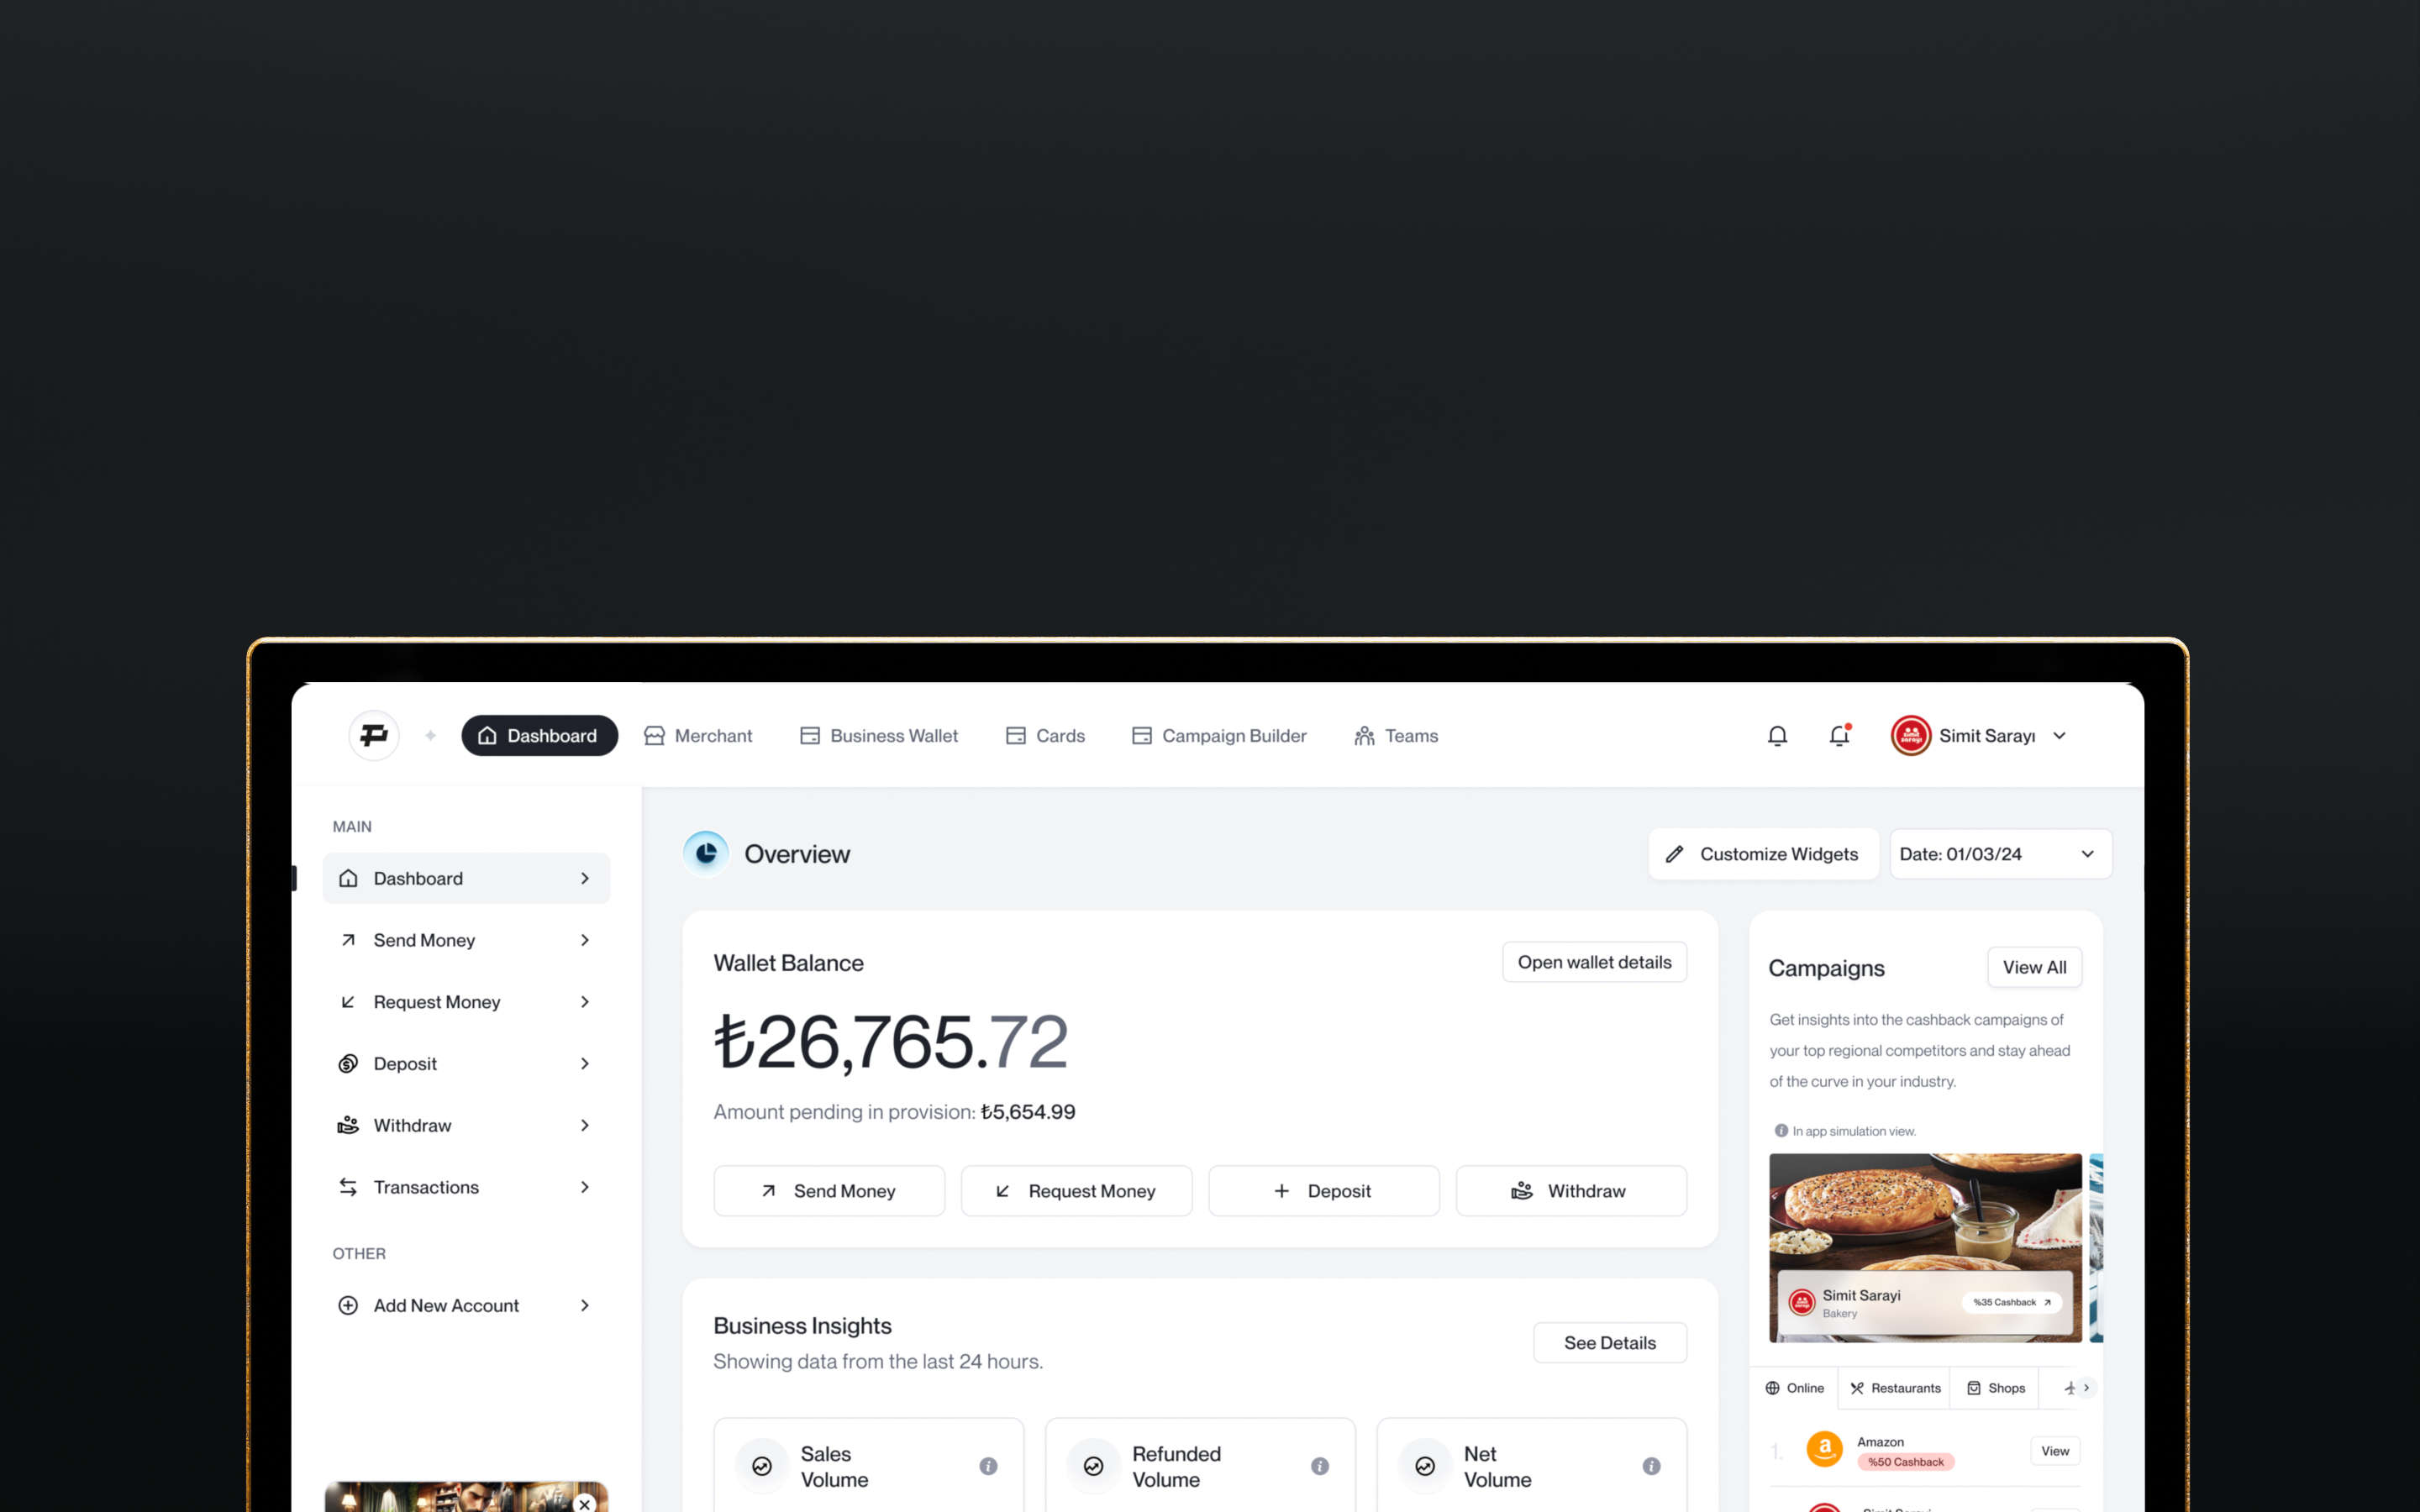 Dashboard
Merchant
Business Wallet
Cards
Campaign Builder
Teams
Simit Sarayı
MAIN
Dashboard
Send Money
Request Money
Deposit
Withdraw
Transactions
OTHER
Add New Account
Overview
Customize Widgets
Date: 01/03/24
Wallet Balance
Open wallet details
₺26,765.72
Amount pending in provision: ₺5,654.99
Send Money
Request Money
Deposit
Withdraw
Business Insights
Showing data from the last 24 hours.
See Details
Sales
Volume
Refunded
Volume
Net
Volume
Campaigns
View All
Get insights into the cashback campaigns of
your top regional competitors and stay ahead
of the curve in your industry.
In app simulation view.
Simit Sarayi
Bakery
%35 Cashback
Online
Restaurants
Shops
1.
Amazon
%50 Cashback
View